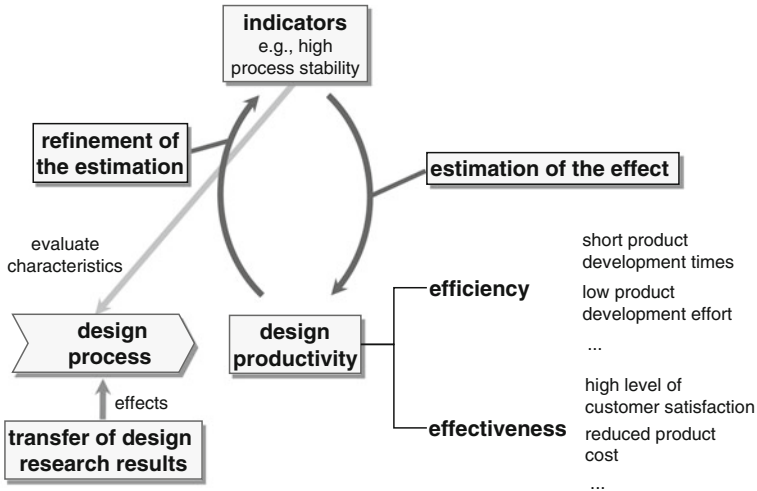 indicators
e.g., high
process stability
refinement of
the estimation
estimation of the effect
evaluate
characteristics
design
process
effects
transfer of design
research results
design
productivity
efficiency
short product
development times
low product
development effort
...
effectiveness
high level of
customer satisfaction
reduced product
cost
...